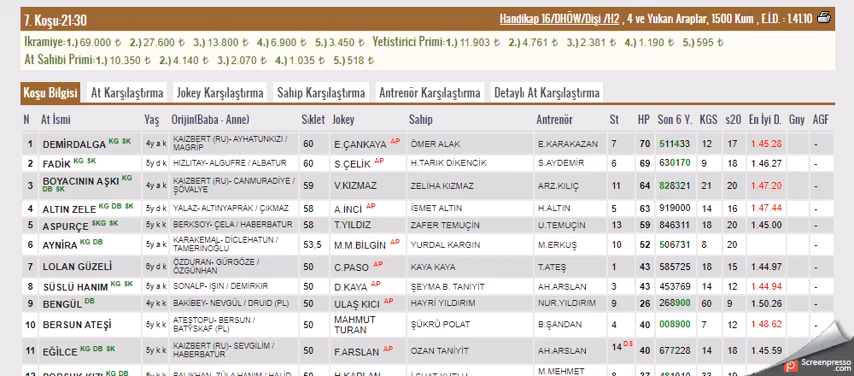 7. Koşu:21:30 Handikap 16/DHÖW/Dişi /H2 , 4 ve Yukarı Araplar, 1500 Kum , E.İ.D. : 1.41.10
Ikramiye:1.) 69.000 ₺ 2.) 27.600 ₺ 3.) 13.800 ₺ 4.) 6.900 ₺ 5.) 3.450 ₺ Yetistirici Primi:1.) 11.903 ₺ 2.) 4.761 ₺ 3.) 2.381 ₺ 4.) 1.190 ₺ 5.) 595 ₺
At Sahibi Primi:1.) 10.350 ₺ 2.) 4.140 ₺ 3.) 2.070 ₺ 4.) 1.035 ₺ 5.) 518 ₺
Koşu Bilgisi At Karşılaştırma Jokey Karşılaştırma Sahip Karşılaştırma Antrenör Karşılaştırma Detaylı At Karşılaştırma
N At İsmi Yaş Orijin(Baba - Anne) Sıklet Jokey Sahip Antrenör St HP Son 6 Y. KGS s20 En İyi D. Gny AGF
1 DEMİRDALGA KG SK 4y a k KAIZBERT (RU)- AYHATUNKIZI / MAGRİP 60 E.ÇANKAYA AP ÖMER ALAK E.KARAKAZAN 7 70 511433 12 17 1.45.28 -
2 FADİK KG SK 5y d k HIZLITAY- ALGUFRE / ALBATUR 60 S.ÇELİK AP H.TARIK DİKENCİK S.AYDEMİR 6 69 630170 9 18 1.46.27 -
3 BOYACININ AŞKI KG DB SK 4y a k KAIZBERT (RU)- CANMURADİYE / ŞÖVALYE 59 V.KIZMAZ ZELİHA KIZMAZ ARZ.KILIÇ 11 64 828321 21 20 1.47.20 -
4 ALTIN ZELE KG DB SK 5y d k YALAZ- ALTINYAPRAK / ÇIKMAZ 58 A.İNCİ AP İSMET ALTIN H.ALTIN 5 63 919000 14 16 1.47.44 -
5 ASPURÇE SKG SK 5y k k BERKSOY- ÇELA / HABERBATUR 58 T.YILDIZ ZAFER TEMUÇİN U.TEMUÇİN 13 59 846311 18 20 1.45.00 -
6 AYNİRA KG DB 5y a k KARAKEMAL- DİCLEHATUN / TAMERİNOĞLU 53,5 M.M.BİLGİN AP YURDAL KARGIN M.ERKUŞ 10 52 506731 8 20 -
7 LOLAN GÜZELİ 8y d k ÖZDURAN- GÜRGÖZE / ÖZGÜNHAN 50 C.PASO AP KAYA KAYA T.ATEŞ 1 43 585725 18 15 1.44.97 -
8 SÜSLÜ HANIM KG SK 5y a k SONALP- IŞIN / DEMİRKIR 50 D.KAYA AP ŞEYMA B. TANİYİT AH.ARSLAN 3 43 453769 14 12 1.44.94 -
9 BENGÜL DB 4y k k BAKİBEY- NEVGÜL / DRUID (PL) 50 ULAŞ KICI AP HAYRİ YILDIRIM NUR.YILDIRIM 9 26 268900 60 9 1.50.26 -
10 BERSUN ATEŞİ 5y k k ATEŞTOPU- BERSUN / BATYSKAF (PL) 50 MAHMUT TURAN ŞÜKRÜ POLAT B.ŞANDAN 4 40 008900 7 12 1.48.62 -
11 EĞİLCE KG DB SK 5y k k KAIZBERT (RU)- SEVGİLİM / HABERBATUR 50 F.ARSLAN AP OZAN TANİYİT AH.ARSLAN 14 DS 40 677228 14 18 1.45.59
M.MEHMET
Screenpresso
.com